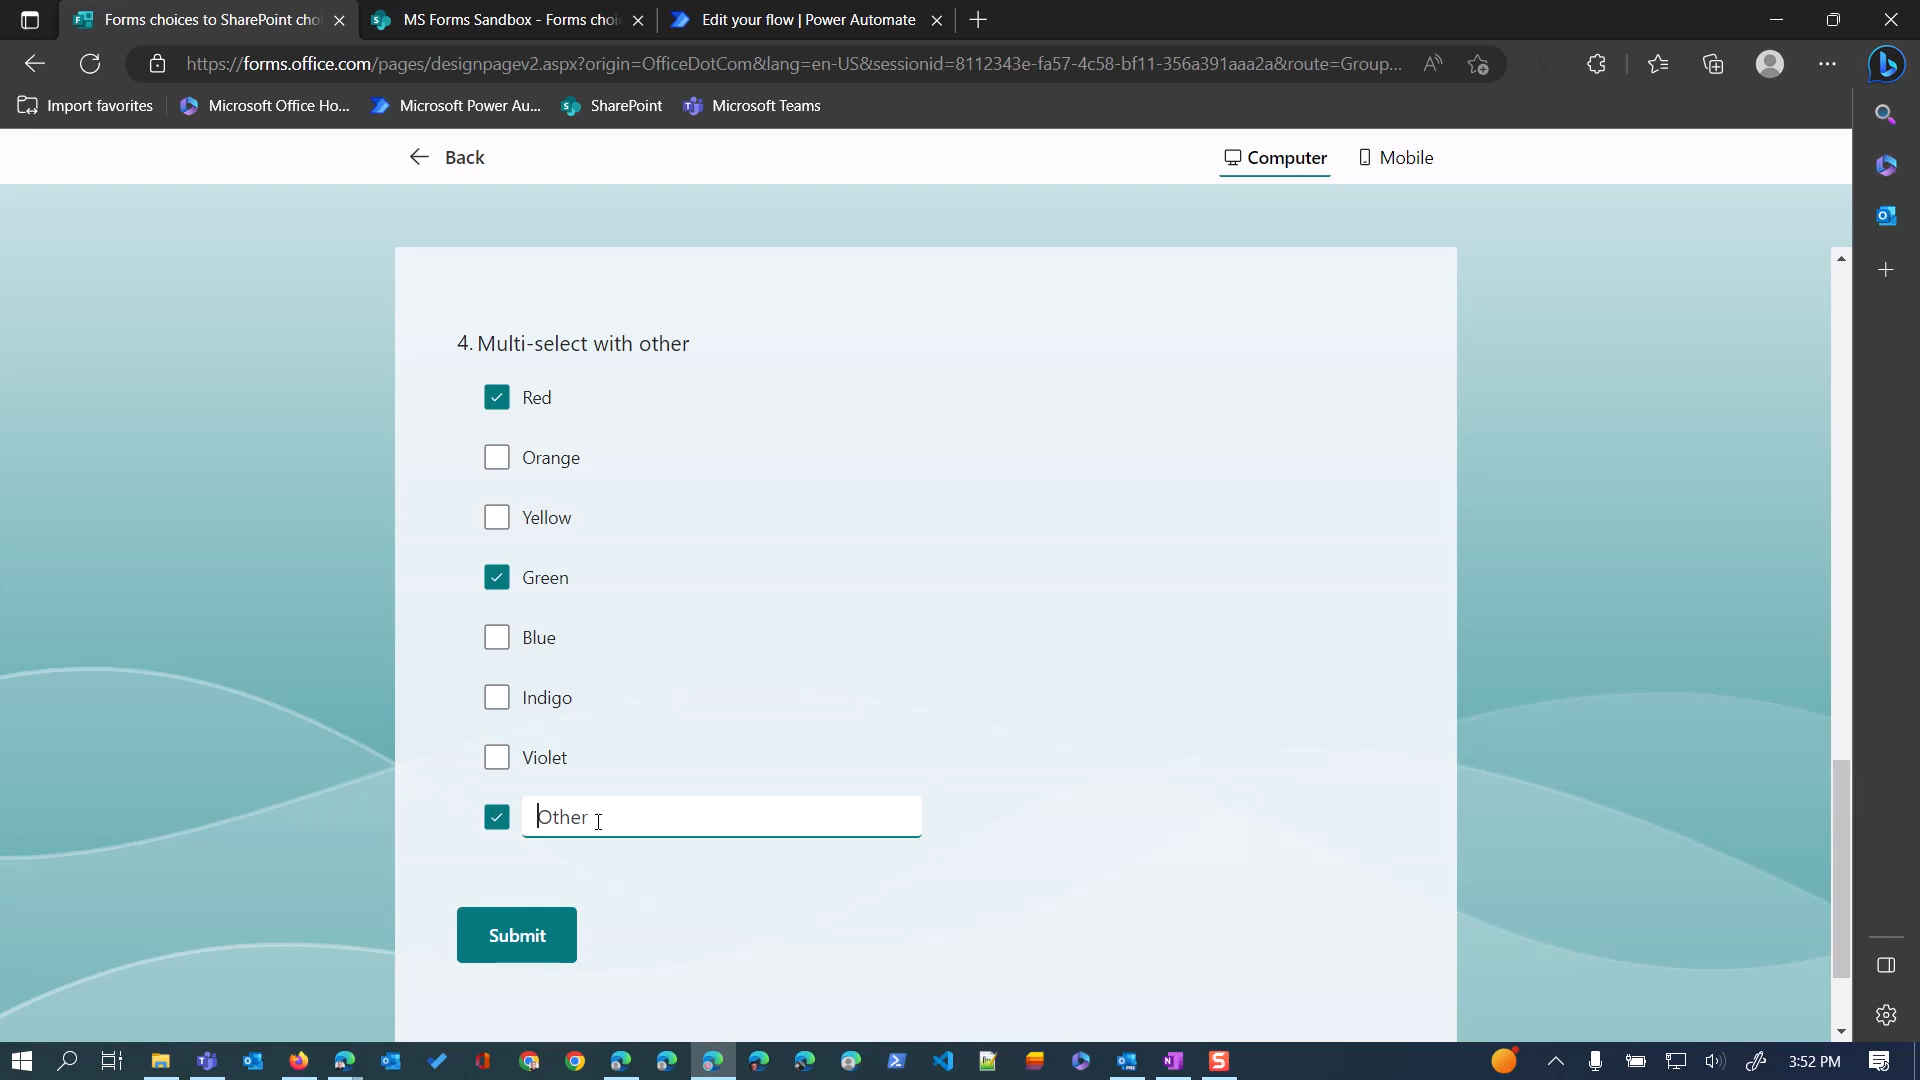 Forms choices to SharePoint cho
MS Forms Sandbox - Forms choi
Edit your flow | Power Automate
https://forms.office.com/pages/designpagev2.aspx?origin=OfficeDotCom&lang=en-US&sessionid=8112343e-fa57-4c58-bf11-356a391aaa2a&route=Group...
Import favorites
Microsoft Office Ho...
Microsoft Power Au...
SharePoint
Microsoft Teams
Back
Computer
Mobile
4. Multi-select with other
Red
Orange
Yellow
Green
Blue
Indigo
Violet
Other
Submit
3:52 PM